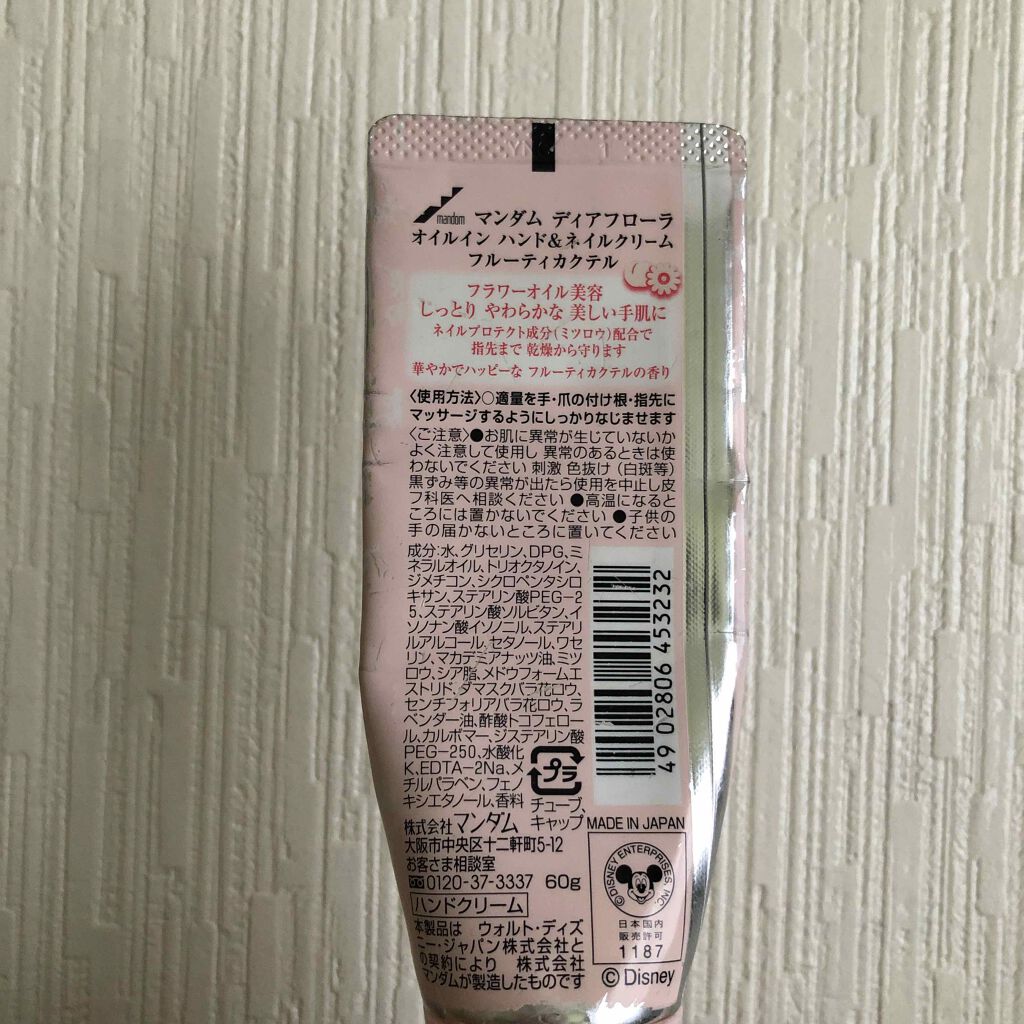 mandom マンダム ディアフローラ
オイルイン ハンド&ネイルクリーム
フルーティカクテル
フラワーオイル美容
しっとり やわらかな 美しい手肌に
ネイルプロテクト成分(ミツロウ)配合で
指先まで 乾燥から守ります
華やかでハッピーな フルーティカクテルの香り
〈使用方法〉○適量を手・爪の付け根・指先に
マッサージするようにしっかりなじませます
〈ご注意〉●お肌に異常が生じていないか
よく注意して使用し 異常のあるときは使
わないでください 刺激 色抜け(白斑等)
黒ずみ等の異常が出たら使用を中止し皮
フ科医へ相談ください ●高温になると
ころには置かないでください ●子供の
手の届かないところに置いてください
成分:水、グリセリン、DPG、ミ
ネラルオイル、トリオクタノイン、
ジメチコン、シクロペンタシロ
キサン、ステアリン酸PEG-2
5、ステアリン酸ソルビタン、イ
ソノナン酸イソノニル、ステアリ
ルアルコール、セタノール、ワセ
リン、マカデミアナッツ油、ミツ
ロウ、シア脂、メドウフォームエ
ストリド、ダマスクバラ花ロウ、
センチフォリアバラ花ロウ、ラ
ベンダー油、酢酸トコフェロー
ル、カルボマー、ジステアリン酸
PEG-250、水酸化
K、EDTA-2Na、メ
チルパラベン、フェノ
キシエタノール、香料
4 902806 453232
プラ
チューブ、
キャップ
株式会社マンダム
大阪市中央区十二軒町5-12
お客さま相談室
0120-37-3337 60g
ハンドクリーム
本製品は ウォルト・ディズ
ニー・ジャパン株式会社と
の契約により 株式会社
マンダムが製造したものです
MADE IN JAPAN
©DISNEY ENTERPRISES, INC.
日本国内
販売許可
1187
© Disney